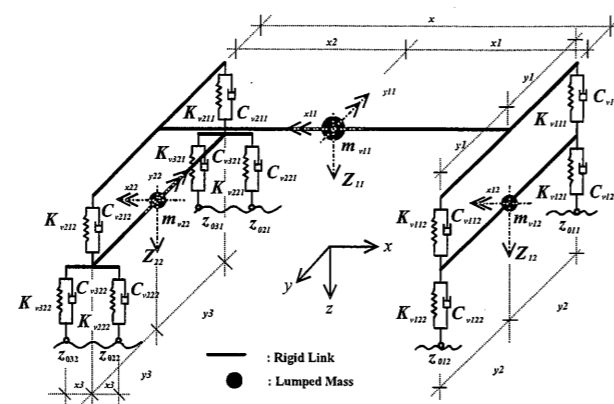 x
x2
x1
y1
K v211
C v211
y11
x11
m v11
Z 11
y1
K v111
C v1
K v321
C v321
K v221
C v221
y22
x22
m v22
Z 22
K v212
C v212
z 031
z 021
K v121
C v12
x12
m v12
Z 12
K v112
C v112
z 011
x
y
z
K v322
C v322
K v222
C v222
y3
y2
K v122
C v122
z 032
z 022
z 012
x3
x3
y3
y2
: Rigid Link
: Lumped Mass